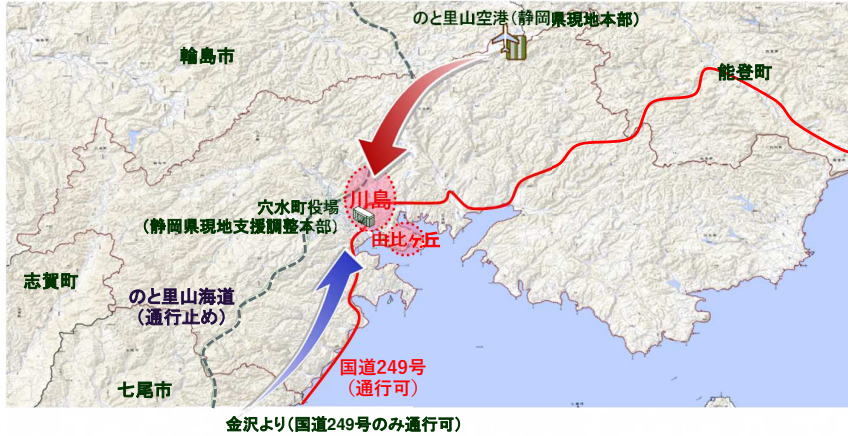 のと里山空港(静岡県現地本部)
輪島市
能登町
川島
穴水町役場
(静岡県現地支援調整本部)
由比ヶ丘
志賀町
のと里山海道
(通行止め)
国道249号
(通行可)
七尾市
金沢より(国道249号のみ通行可)